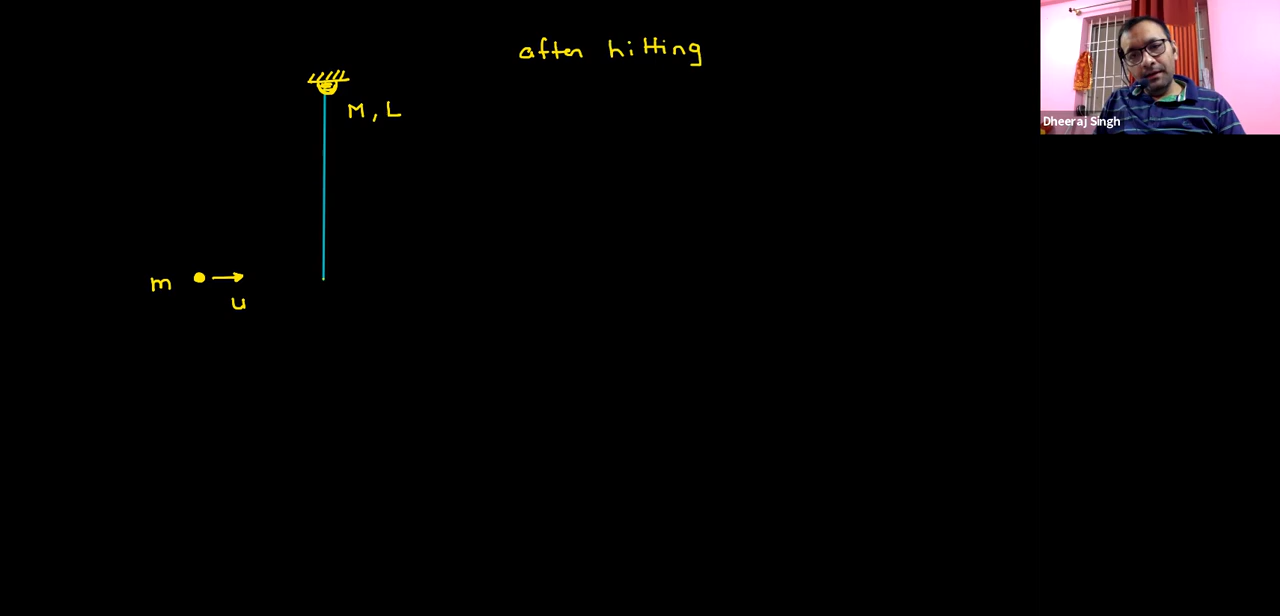 after hitting
M, L
m
u
Dheeraj Singh